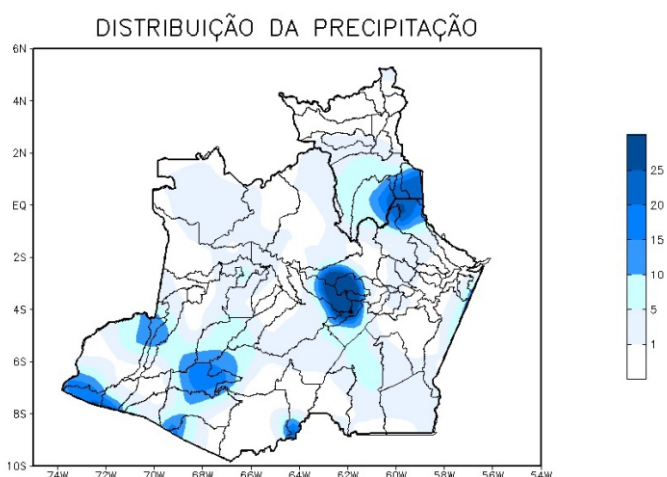 DISTRIBUIÇÃO DA PRECIPITAÇÃO
6N
4N
2N
EQ
2S
4S
6S
8S
10S
74W 72W 70W 68W 66W 64W 62W 60W 58W 56W 54W
25
20
15
10
5
1